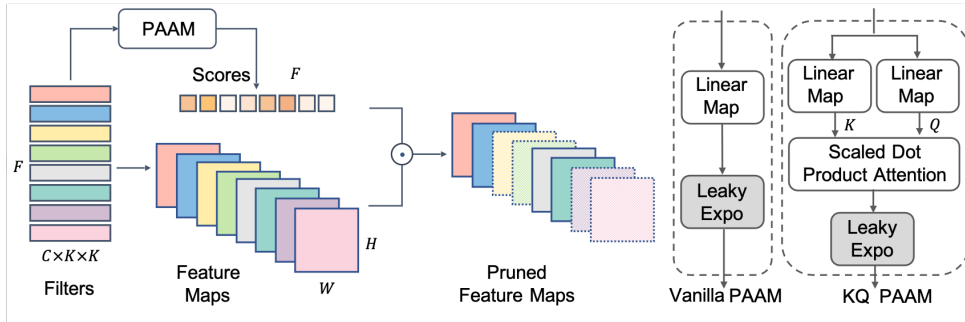 PAAM
Scores
F
F
C×K×K
Filters
Feature
Maps
W
H
Pruned
Feature Maps
Linear
Map
Leaky
Expo
Vanilla PAAM
Linear
Map
Linear
Map
K
Q
Scaled Dot
Product Attention
Leaky
Expo
KQ PAAM